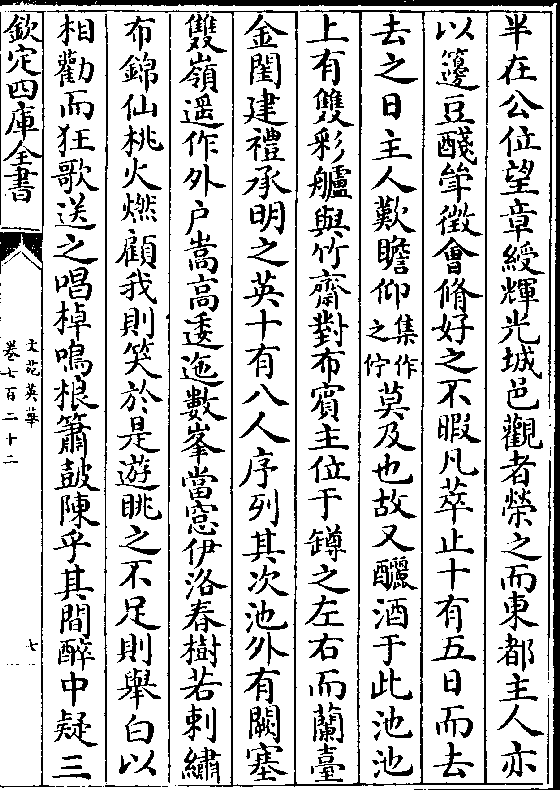 半在公位望章綬輝光城邑觀者榮之而東都主人亦
以籩豆醆斚徴會脩好之不暇凡萃止十有五日而去
去之日主人歎瞻仰集作之佇莫及也故又釃酒于此池池
上有雙彩艫與竹齋對布賓主位于罇之左右而蘭臺
金閨建禮承明之英十有八人序列其次池外有闕塞
雙嶺遥作外户嵩高逶迤數峯當窓伊洛春樹若刺繡
布錦仙桃火燃顧我則笑於是遊眺之不足則舉白以
相勸而狂歌送之唱棹鳴桹簫鼓陳乎其間醉中疑三
欽定四庫全書
文苑英華
卷七百二十二
七